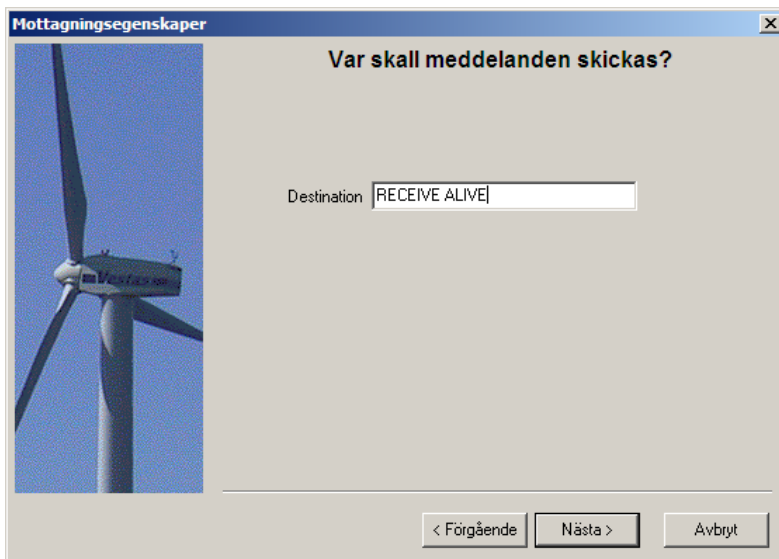 Mottagningsegenskaper
Var skall meddelanden skickas?
Destination RECEIVE ALIVE
Vestas
< Förgående Nästa > Avbryt